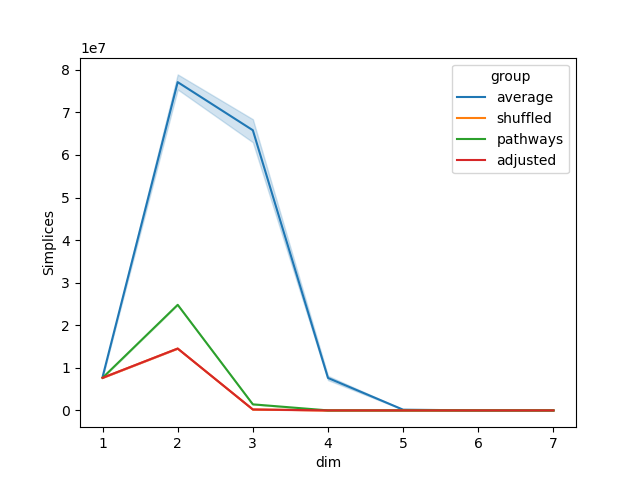 1e7
8
7
6
5
4
3
2
1
0
Simplices
group
average
shuffled
pathways
adjusted
1 2 3 4 5 6 7
dim